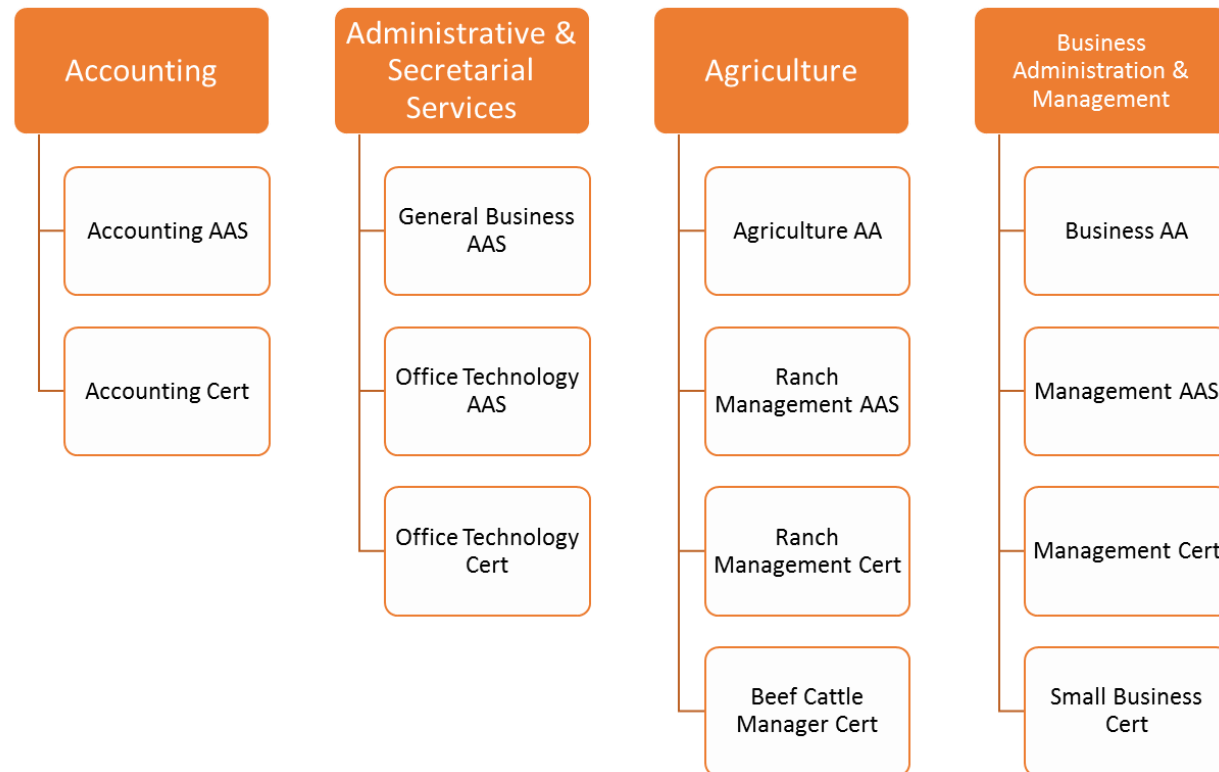 Accounting
Accounting AAS
Accounting Cert
Administrative &
Secretarial
Services
General Business
AAS
Office Technology
AAS
Office Technology
Cert
Agriculture
Agriculture AA
Ranch
Management AAS
Ranch
Management Cert
Beef Cattle
Manager Cert
Business
Administration &
Management
Business AA
Management AAS
Management Cert
Small Business
Cert